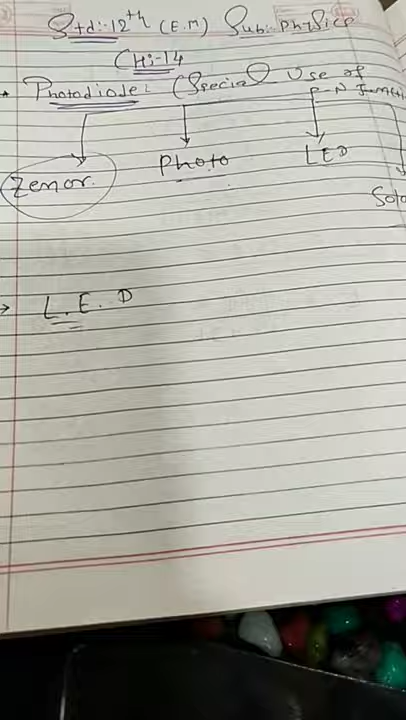 Std:-12th (E.M) Sub:- Physics
CH:-14
* Photodiode: (Special) Use of
P-N
Zenor. Photo LED
→ L.E.D